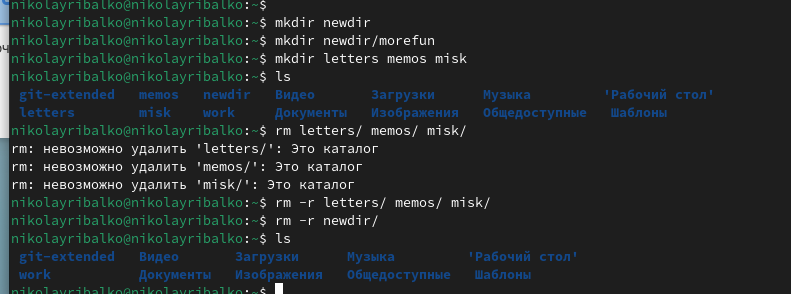 nikolayribalko@nikolayribalko:~$
nikolayribalko@nikolayribalko:~$ mkdir newdir
nikolayribalko@nikolayribalko:~$ mkdir newdir/morefun
nikolayribalko@nikolayribalko:~$ mkdir letters memos misk
nikolayribalko@nikolayribalko:~$ ls
git-extended memos newdir Видео Загрузки Музыка 'Рабочий стол'
letters misk work Документы Изображения Общедоступные Шаблоны
nikolayribalko@nikolayribalko:~$ rm letters/ memos/ misk/
rm: невозможно удалить 'letters/': Это каталог
rm: невозможно удалить 'memos/': Это каталог
rm: невозможно удалить 'misk/': Это каталог
nikolayribalko@nikolayribalko:~$ rm -r letters/ memos/ misk/
nikolayribalko@nikolayribalko:~$ rm -r newdir/
nikolayribalko@nikolayribalko:~$ ls
git-extended Видео Загрузки Музыка 'Рабочий стол'
work Документы Изображения Общедоступные Шаблоны
nikolayribalko@nikolayribalko:~$